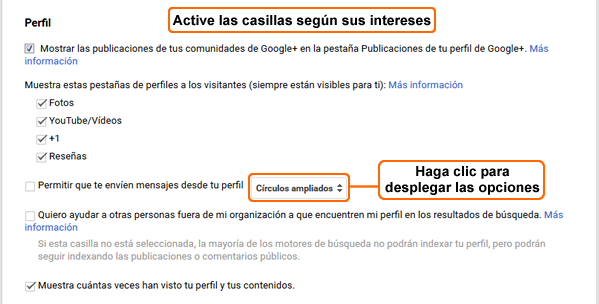 Perfil
Active las casillas según sus intereses
Mostrar las publicaciones de tus comunidades de Google+ en la pestaña Publicaciones de tu perfil de Google+. Más
información
Muestra estas pestañas de perfiles a los visitantes (siempre están visibles para ti): Más información
Fotos
YouTube/Vídeos
+1
Reseñas
Permitir que te envíen mensajes desde tu perfil
Círculos ampliados
Haga clic para
desplegar las opciones
Quiero ayudar a otras personas fuera de mi organización a que encuentren mi perfil en los resultados de búsqueda. Más
información
Si esta casilla no está seleccionada, la mayoría de los motores de búsqueda no podrán indexar tu perfil, pero podrán
seguir indexando las publicaciones o comentarios públicos.
Muestra cuántas veces han visto tu perfil y tus contenidos.